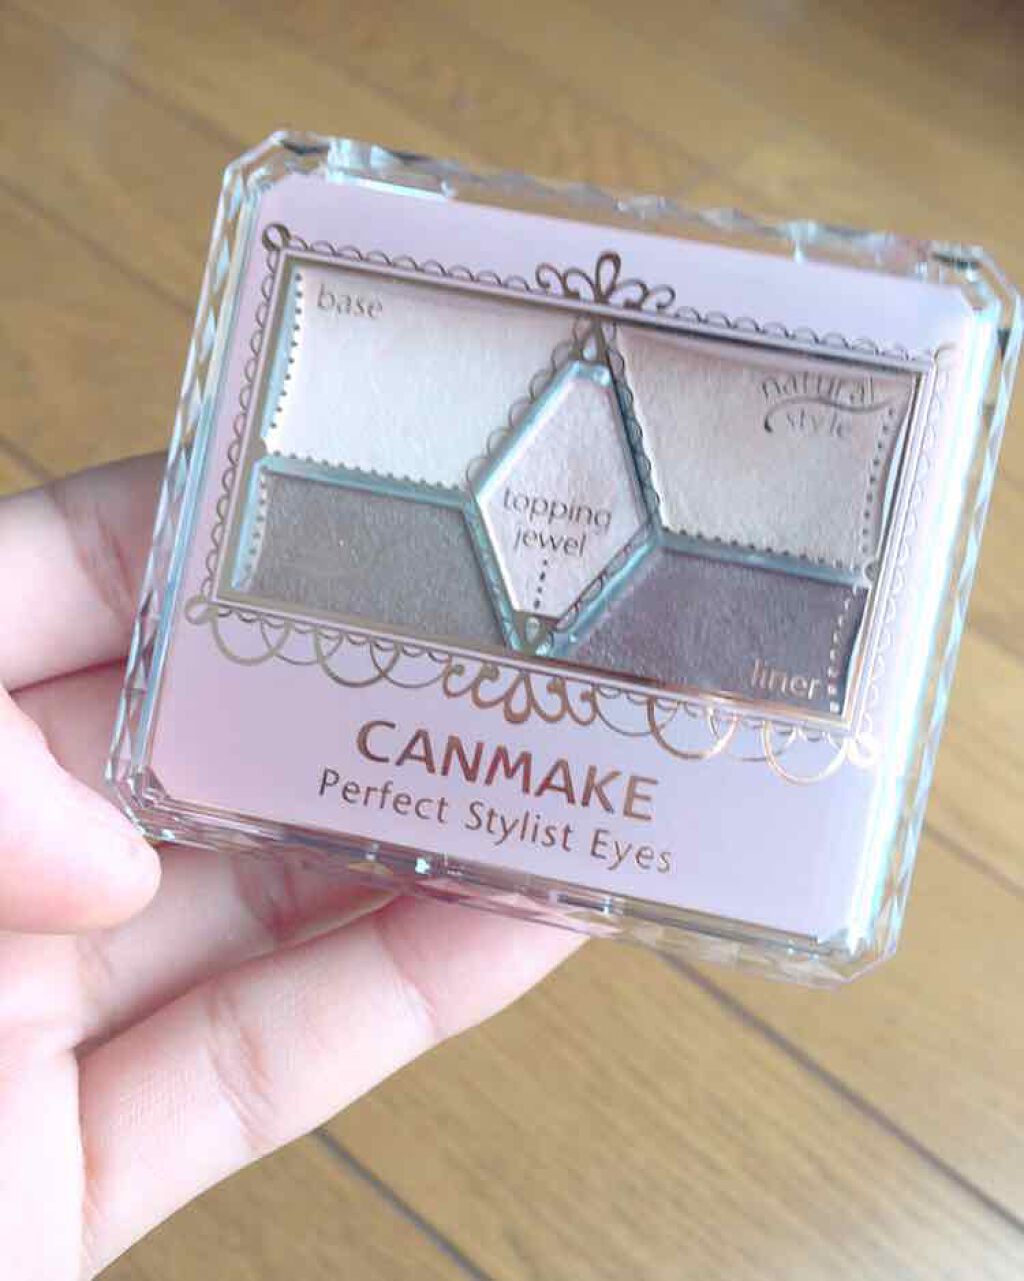 base
natural
style
topping
jewel
liner
CANMAKE
Perfect Stylist Eyes